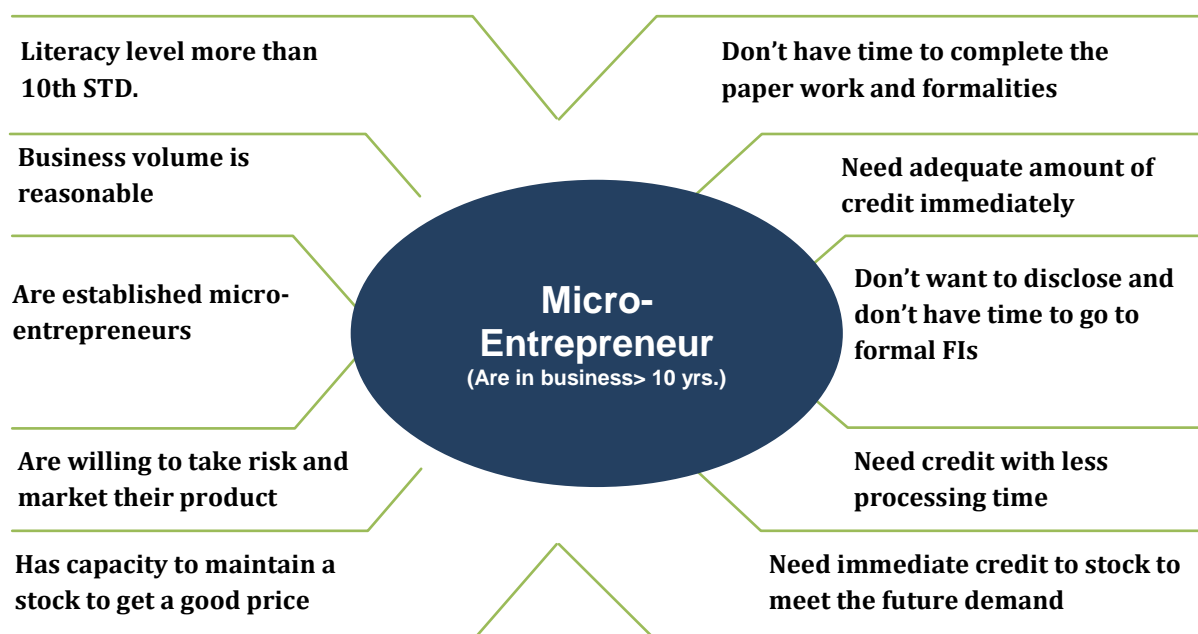 Literacy level more than
10th STD.
Business volume is
reasonable
Are established micro-
entrepreneurs
Are willing to take risk and
market their product
Has capacity to maintain a
stock to get a good price
Micro-
Entrepreneur
(Are in business> 10 yrs.)
Don’t have time to complete the
paper work and formalities
Need adequate amount of
credit immediately
Don’t want to disclose and
don’t have time to go to
formal FIs
Need credit with less
processing time
Need immediate credit to stock to
meet the future demand